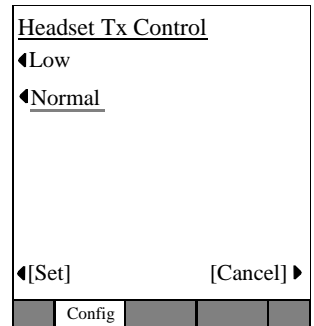 Headset Tx Control
Low
Normal
[Set] [Cancel]
Config